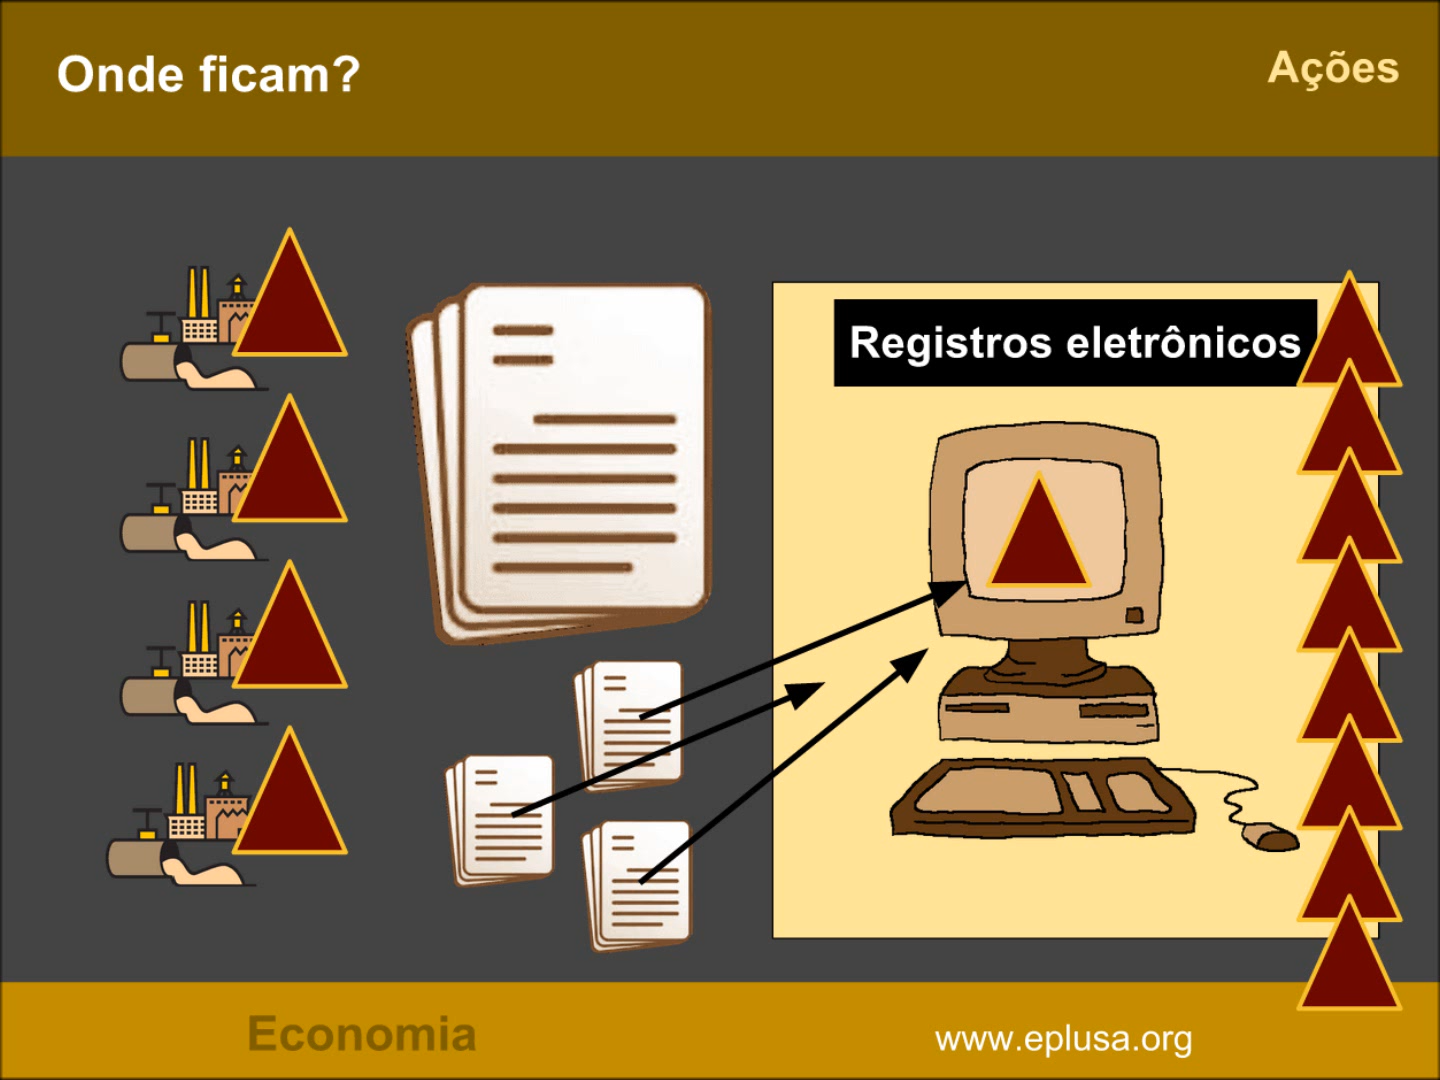 Onde ficam?
Ações
Registros eletrônicos
Economia
www.eplusa.org